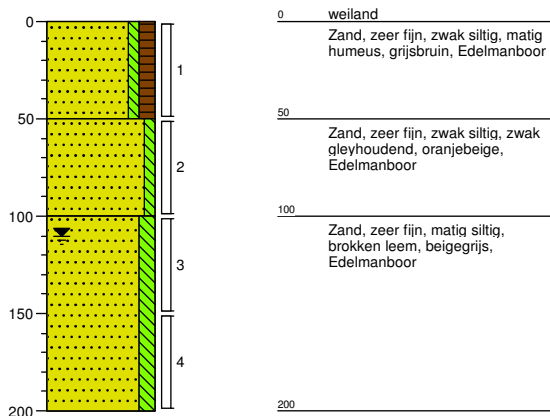 0
50
100
150
200
1
2
3
4
0
weiland
Zand, zeer fijn, zwak siltig, matig
humeus, grijsbruin, Edelmanboor
50
Zand, zeer fijn, zwak siltig, zwak
gleyhoudend, oranjebeige,
Edelmanboor
100
Zand, zeer fijn, matig siltig,
brokken leem, beigegrijs,
Edelmanboor
200